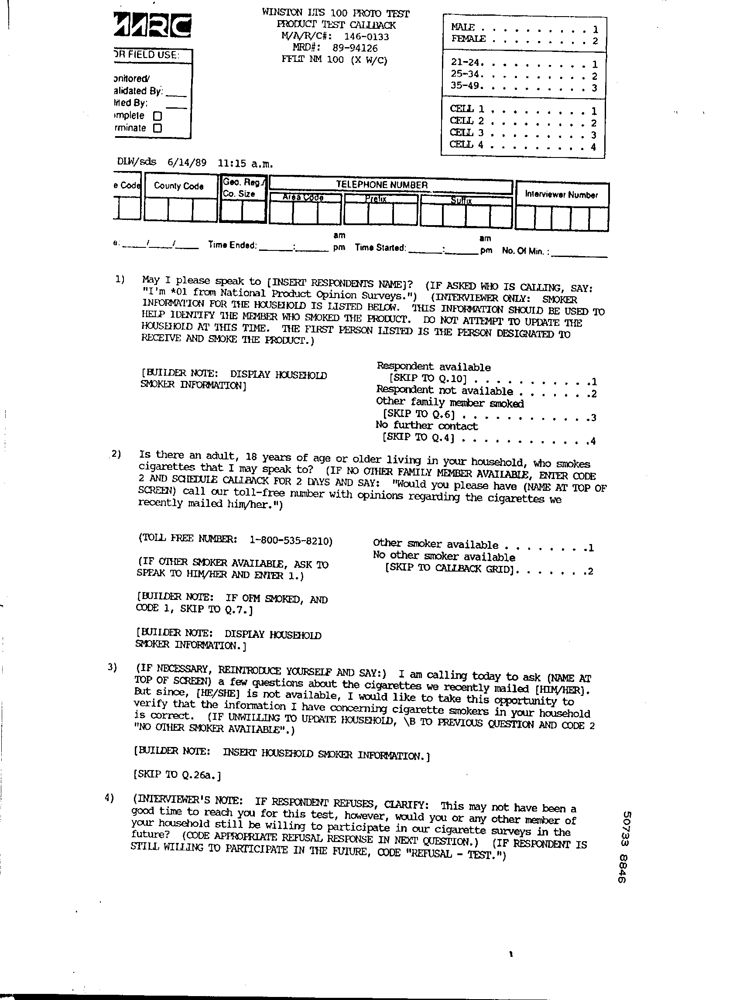 MARC
WINSTON LTS 100 PROTO TEST
PRODUCT TEST CALLBACK
M/A/R/C#: 146-0133
MRD#: 89-94126
FFLT NM 100 (X W/C)
MALE . . . . . . . . . . 1
FEMALE . . . . . . . . . 2
21-24. . . . . . . . . . 1
25-34. . . . . . . . . . 2
35-49. . . . . . . . . . 3
CELL 1 . . . . . . . . . 1
CELL 2 . . . . . . . . . 2
CELL 3 . . . . . . . . . 3
CELL 4 . . . . . . . . . 4
OR FIELD USE:
onitored/
alidated By: ____
ited By: ____
omplete □
rminate □
DLW/sds 6/14/89 11:15 a.m.
e Code County Code Geo. Reg./ Co. Size TELEPHONE NUMBER Interviewer Number
Area Code Prefix Suffix
e: ____/____/____ Time Ended: ____:____ am pm Time Started: ____:____ am pm No. Of Min. : ____
1) May I please speak to [INSERT RESPONDENTS NAME]? (IF ASKED WHO IS CALLING, SAY:
"I'm *01 from National Product Opinion Surveys.") (INTERVIEWER ONLY: SMOKER
INFORMATION FOR THE HOUSEHOLD IS LISTED BELOW. THIS INFORMATION SHOULD BE USED TO
HELP IDENTIFY THE MEMBER WHO SMOKED THE PRODUCT. DO NOT ATTEMPT TO UPDATE THE
HOUSEHOLD AT THIS TIME. THE FIRST PERSON LISTED IS THE PERSON DESIGNATED TO
RECEIVE AND SMOKE THE PRODUCT.)
[BUILDER NOTE: DISPLAY HOUSEHOLD
SMOKER INFORMATION]
Respondent available
[SKIP TO Q.10] . . . . . . . . . . .1
Respondent not available . . . . . . .2
Other family member smoked
[SKIP TO Q.6] . . . . . . . . . . . .3
No further contact
[SKIP TO Q.4] . . . . . . . . . . . .4
2) Is there an adult, 18 years of age or older living in your household, who smokes
cigarettes that I may speak to? (IF NO OTHER FAMILY MEMBER AVAILABLE, ENTER CODE
2 AND SCHEDULE CALLBACK FOR 2 DAYS AND SAY: "Would you please have (NAME AT TOP OF
SCREEN) call our toll-free number with opinions regarding the cigarettes we
recently mailed him/her.")
(TOLL FREE NUMBER: 1-800-535-8210)
(IF OTHER SMOKER AVAILABLE, ASK TO
SPEAK TO HIM/HER AND ENTER 1.)
Other smoker available . . . . . . . .1
No other smoker available
[SKIP TO CALLBACK GRID]. . . . . . .2
[BUILDER NOTE: IF OFM SMOKED, AND
CODE 1, SKIP TO Q.7.]
[BUILDER NOTE: DISPLAY HOUSEHOLD
SMOKER INFORMATION.]
3) (IF NECESSARY, REINTRODUCE YOURSELF AND SAY:) I am calling today to ask (NAME AT
TOP OF SCREEN) a few questions about the cigarettes we recently mailed [HIM/HER].
But since, [HE/SHE] is not available, I would like to take this opportunity to
verify that the information I have concerning cigarette smokers in your household
is correct. (IF UNWILLING TO UPDATE HOUSEHOLD, \B TO PREVIOUS QUESTION AND CODE 2
"NO OTHER SMOKER AVAILABLE".)
[BUILDER NOTE: INSERT HOUSEHOLD SMOKER INFORMATION.]
[SKIP TO Q.26a.]
4) (INTERVIEWER'S NOTE: IF RESPONDENT REFUSES, CLARIFY: This may not have been a
good time to reach you for this test, however, would you or any other member of
your household still be willing to participate in our cigarette surveys in the
future? (CODE APPROPRIATE REFUSAL RESPONSE IN NEXT QUESTION.) (IF RESPONDENT IS
STILL WILLING TO PARTICIPATE IN THE FUTURE, CODE "REFUSAL - TEST.")
50733 8846
1